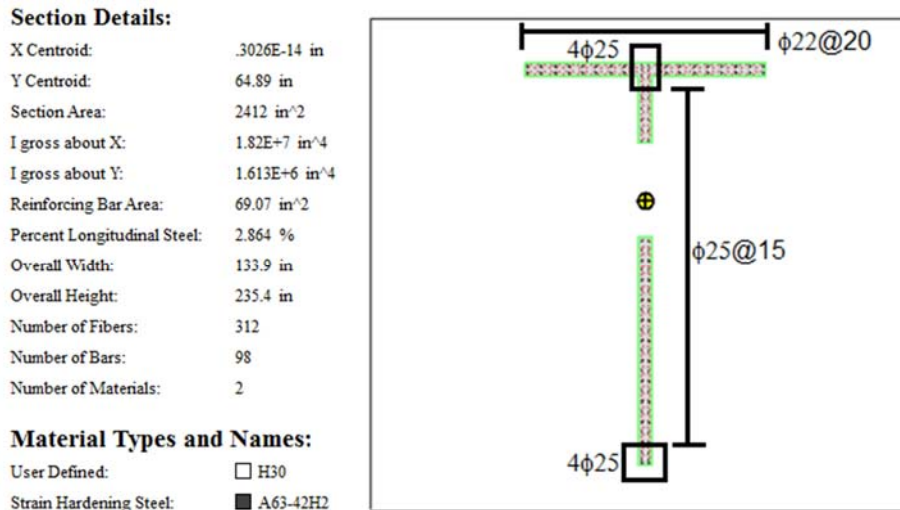 Section Details:
X Centroid: .3026E-14 in
Y Centroid: 64.89 in
Section Area: 2412 in^2
I gross about X: 1.82E+7 in^4
I gross about Y: 1.613E+6 in^4
Reinforcing Bar Area: 69.07 in^2
Percent Longitudinal Steel: 2.864 %
Overall Width: 133.9 in
Overall Height: 235.4 in
Number of Fibers: 312
Number of Bars: 98
Number of Materials: 2
Material Types and Names:
User Defined: H30
Strain Hardening Steel: A63-42H2
4ϕ25
ϕ22@20
ϕ25@15
4ϕ25